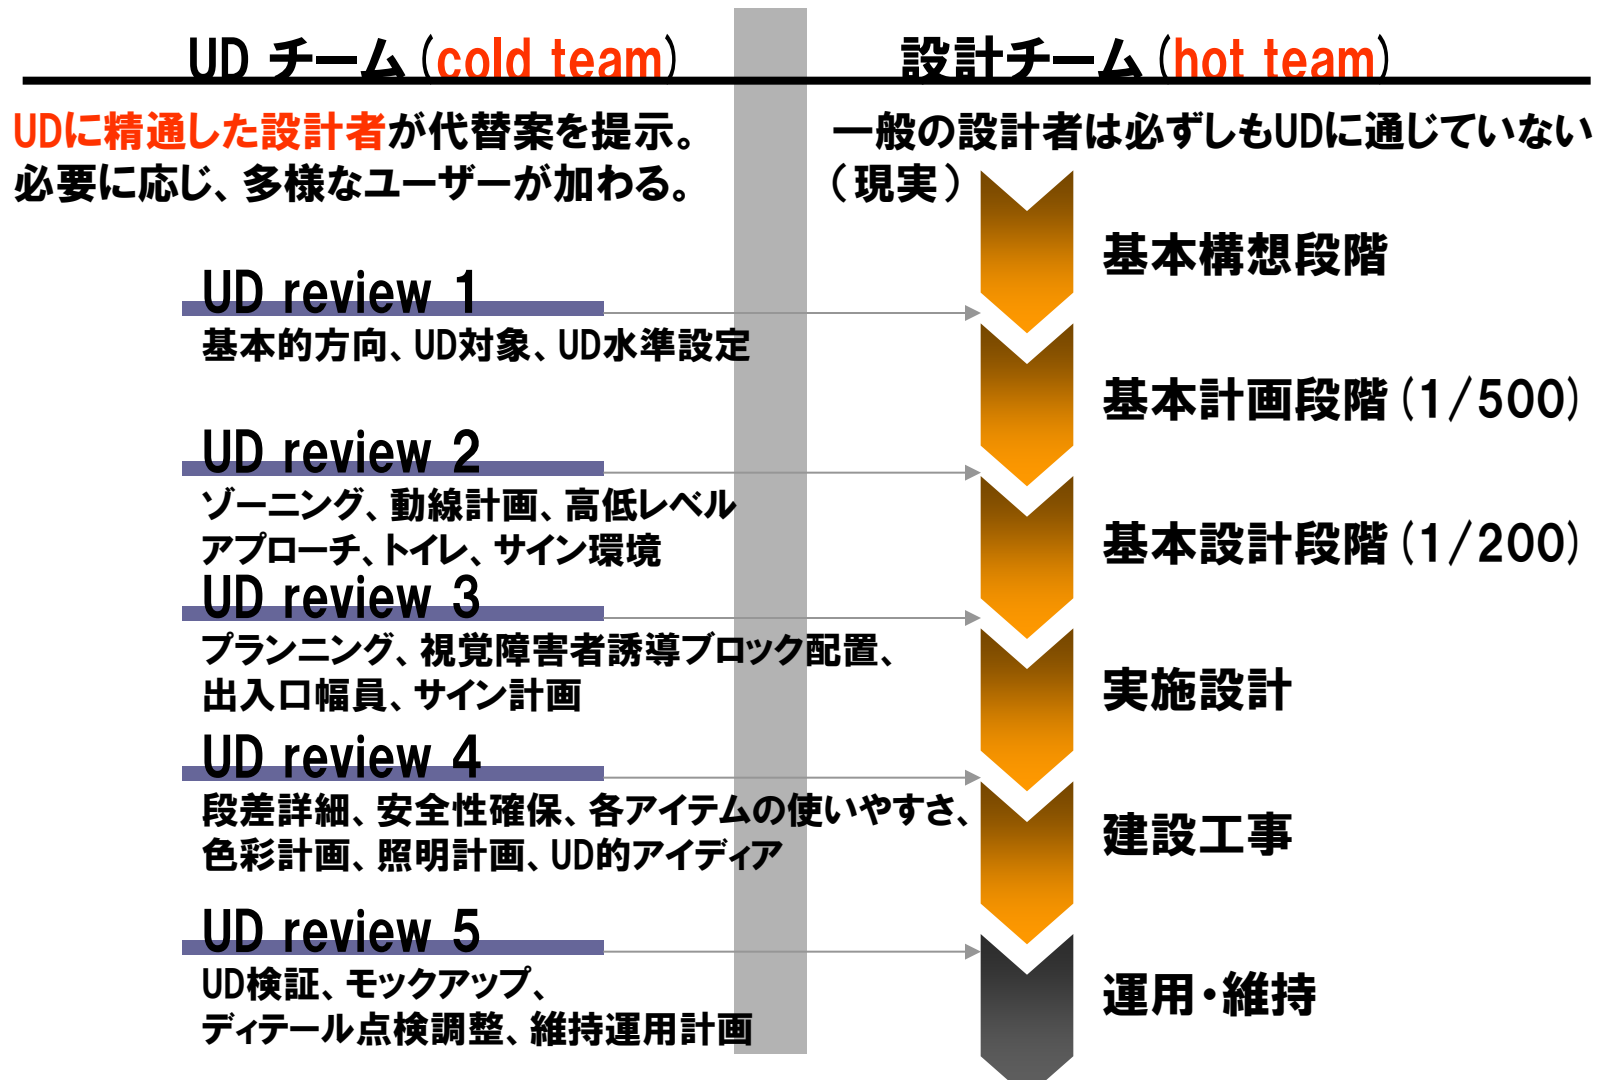 UD チーム(cold team)
設計チーム(hot team)
UDに精通した設計者が代替案を提示。
必要に応じ、多様なユーザーが加わる。
一般の設計者は必ずしもUDに通じていない
（現実）
UD review 1
基本的方向、UD対象、UD水準設定
UD review 2
ゾーニング、動線計画、高低レベル
アプローチ、トイレ、サイン環境
UD review 3
プランニング、視覚障害者誘導ブロック配置、
出入口幅員、サイン計画
UD review 4
段差詳細、安全性確保、各アイテムの使いやすさ、
色彩計画、照明計画、UD的アイディア
UD review 5
UD検証、モックアップ、
ディテール点検調整、維持運用計画
基本構想段階
基本計画段階(1/500)
基本設計段階(1/200)
実施設計
建設工事
運用・維持